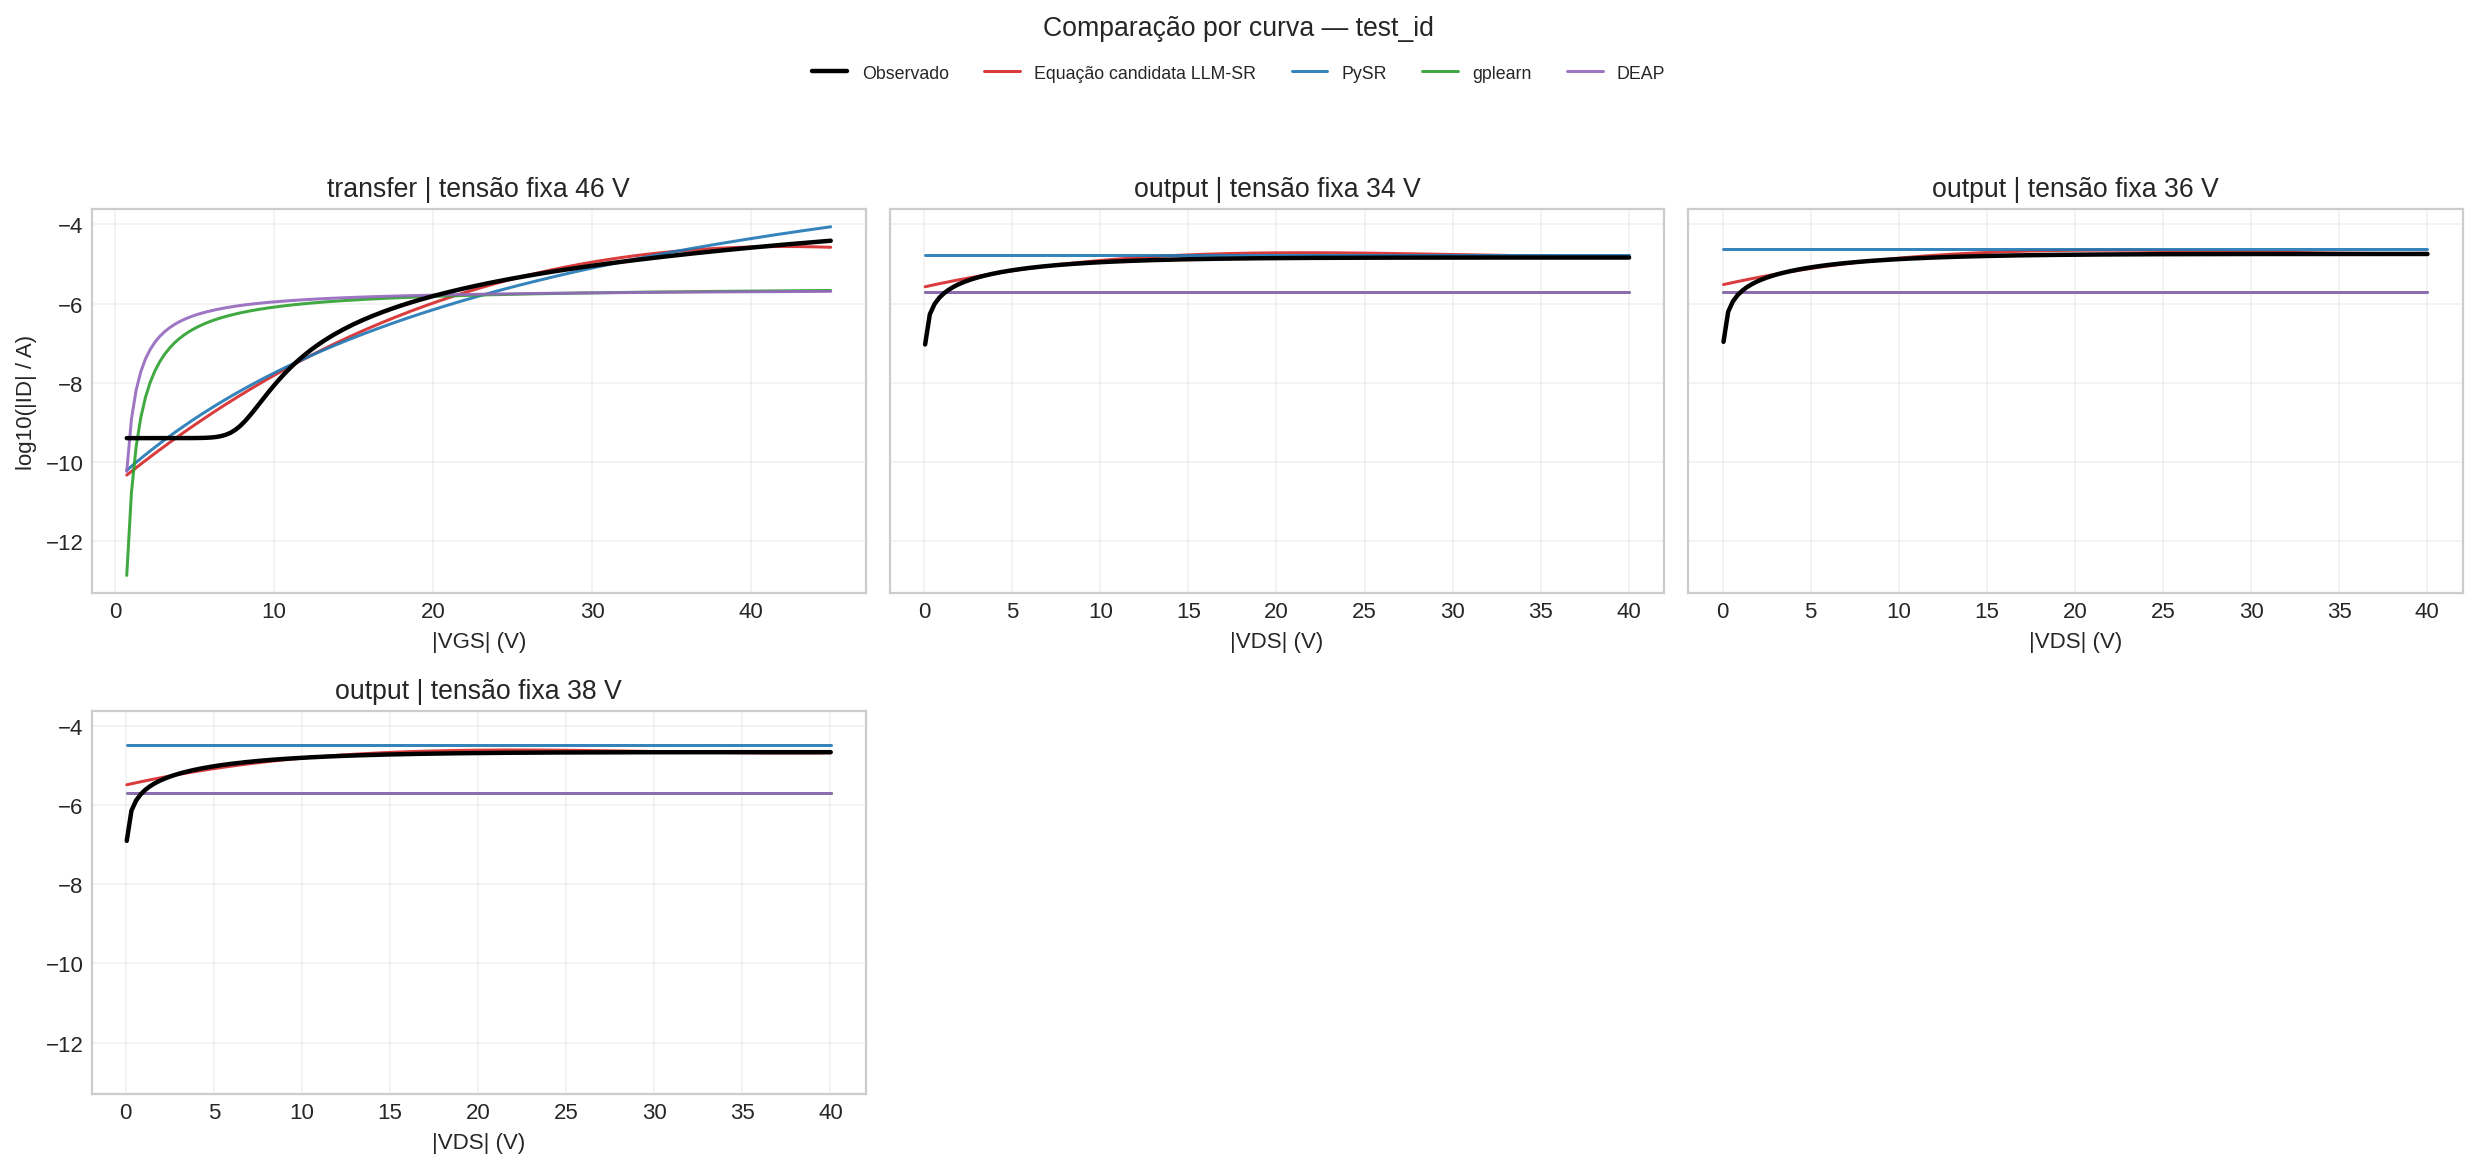 Comparação por curva — test_id
Observado Equação candidata LLM-SR PySR gplearn DEAP
transfer | tensão fixa 46 V
−4
−6
−8
−10
−12
log10(|ID| / A)
0 10 20 30 40
|VGS| (V)
output | tensão fixa 34 V
0 5 10 15 20 25 30 35 40
|VDS| (V)
output | tensão fixa 36 V
0 5 10 15 20 25 30 35 40
|VDS| (V)
output | tensão fixa 38 V
−4
−6
−8
−10
−12
0 5 10 15 20 25 30 35 40
|VDS| (V)